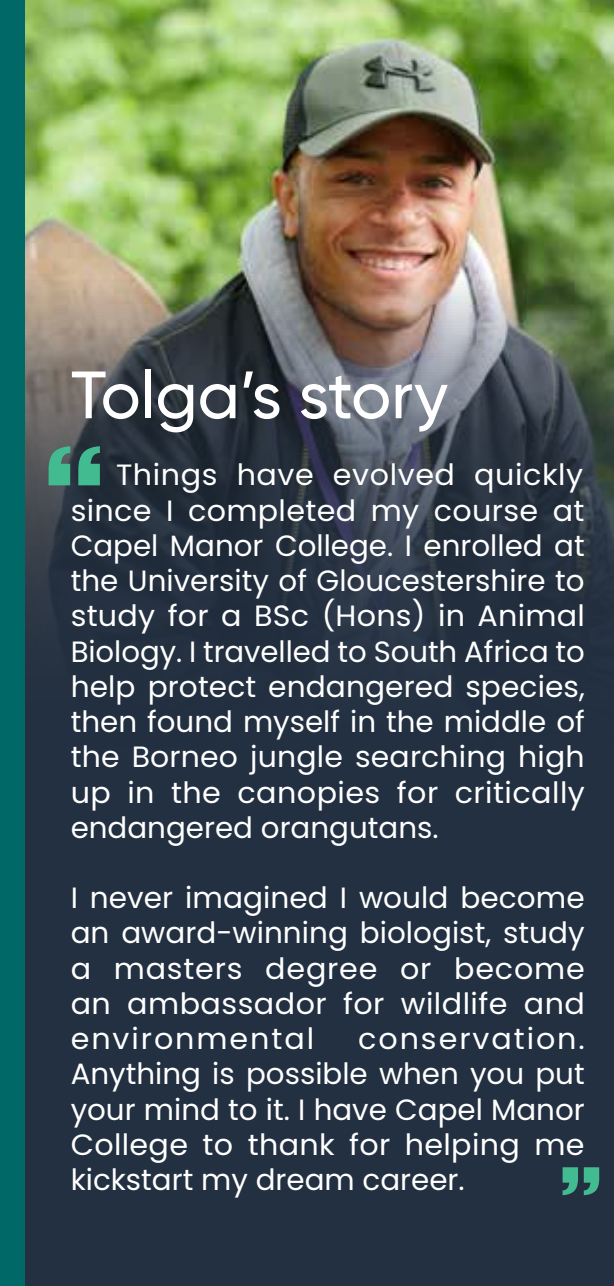 Tolga's story
“ Things have evolved quickly
since I completed my course at
Capel Manor College. I enrolled at
the University of Gloucestershire to
study for a BSc (Hons) in Animal
Biology. I travelled to South Africa to
help protect endangered species,
then found myself in the middle of
the Borneo jungle searching high
up in the canopies for critically
endangered orangutans.
I never imagined I would become
an award-winning biologist, study
a masters degree or become
an ambassador for wildlife and
environmental conservation.
Anything is possible when you put
your mind to it. I have Capel Manor
College to thank for helping me
kickstart my dream career. ”